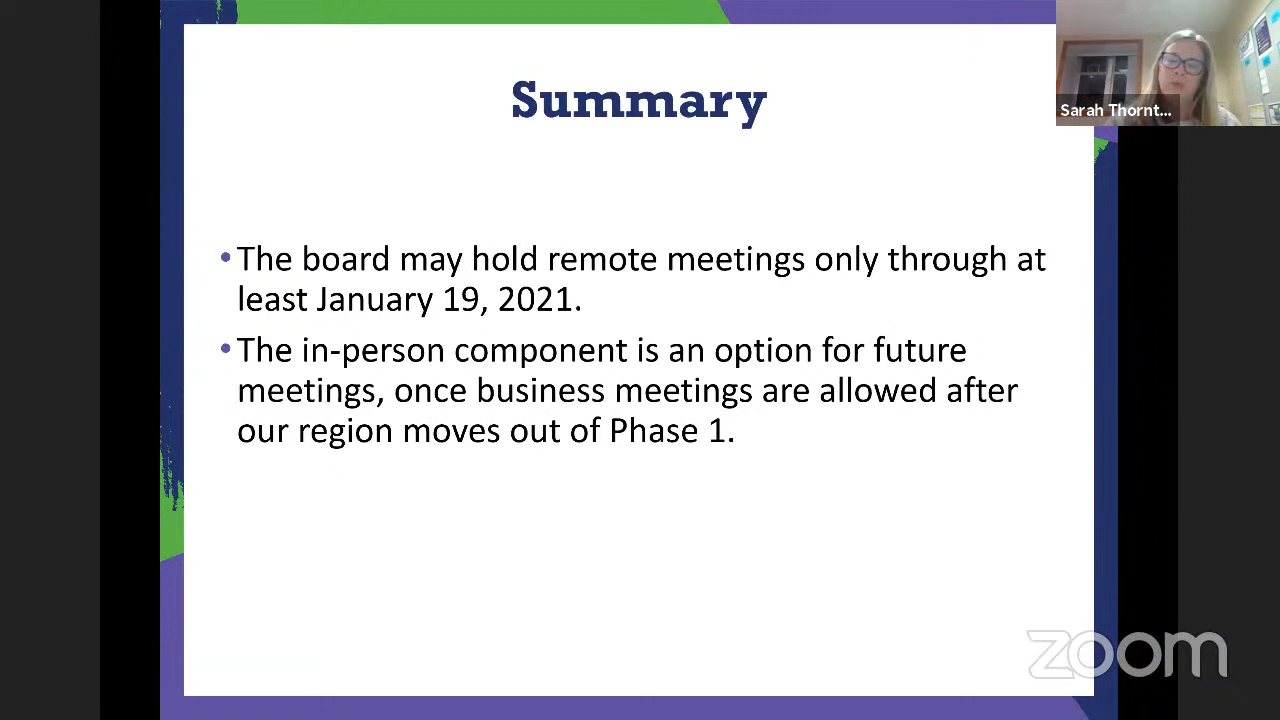 Summary
Sarah Thornt...
•The board may hold remote meetings only through at
least January 19, 2021.
•The in-person component is an option for future
meetings, once business meetings are allowed after
our region moves out of Phase 1.
zoom